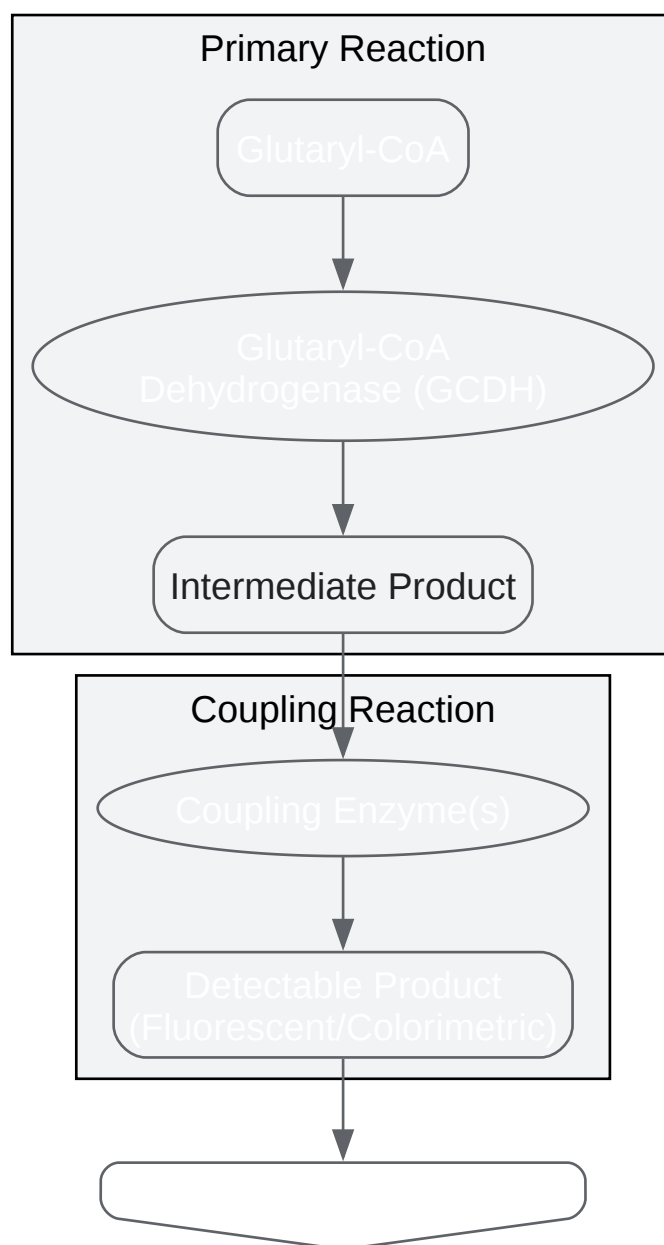 Primary Reaction
Glutaryl-CoA
Glutaryl-CoA
Dehydrogenase (GCDH)
Intermediate Product
Coupling Reaction
Coupling Enzyme(s)
Detectable Product
(Fluorescent/Colorimetric)